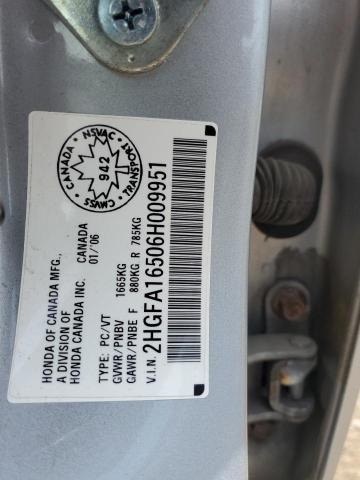 HONDA OF CANADA MFG.,
A DIVISION OF
HONDA CANADA INC.
CANADA
01/'06
TYPE: PC/VT
GVWR/PNBV 1665KG
GAWR/PNBE F 880KG R 785KG
V.I.N. 2HGFA16506H009951
CANADA NSVAC TRANSPORT CMVSS
942